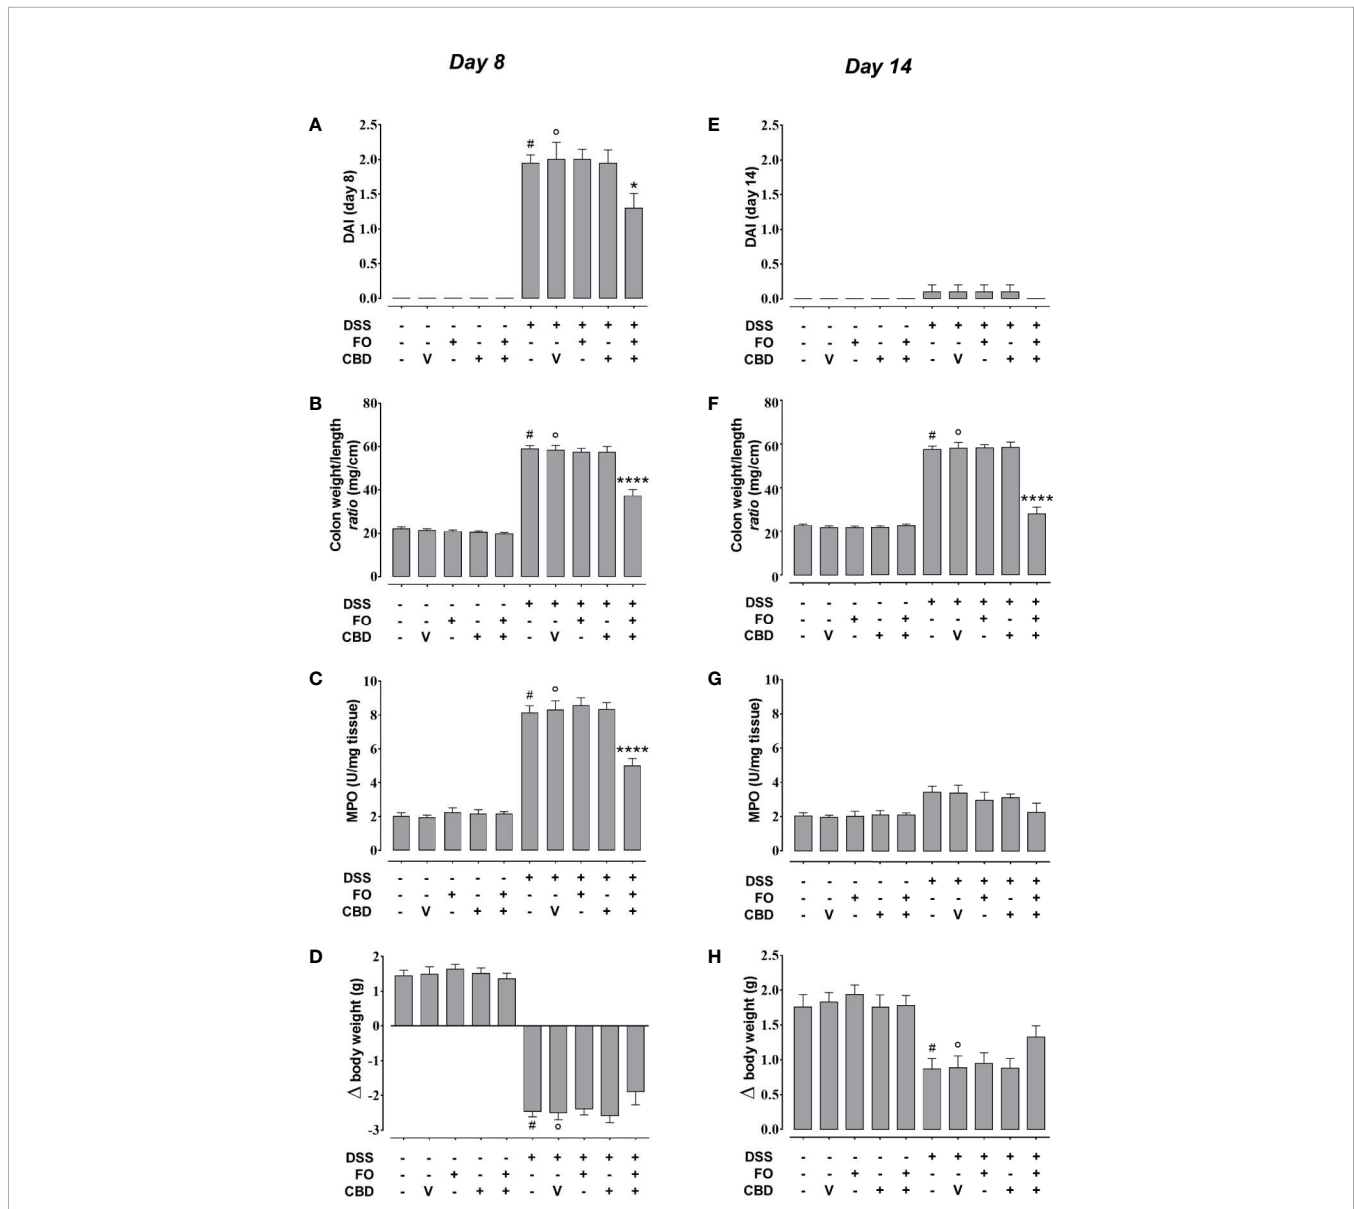 Day 8
Day 14
A
DAI (day 8)
2.5
2.0
1.5
1.0
0.5
0.0
#
°
*
DSS - - - - - + + + + +
FO - - + - + - - + - +
CBD - V - + + - V - + +
E
DAI (day 14)
2.5
2.0
1.5
1.0
0.5
0.0
DSS - - - - - + + + + +
FO - - + - + - - + - +
CBD - V - + + - V - + +
B
Colon weight/length
ratio (mg/cm)
80
60
40
20
0
#
°
****
DSS - - - - - + + + + +
FO - - + - + - - + - +
CBD - V - + + - V - + +
F
Colon weight/length
ratio (mg/cm)
80
60
40
20
0
#
°
****
DSS - - - - - + + + + +
FO - - + - + - - + - +
CBD - V - + + - V - + +
C
MPO (U/mg tissue)
10
8
6
4
2
0
#
°
****
DSS - - - - - + + + + +
FO - - + - + - - + - +
CBD - V - + + - V - + +
G
MPO (U/mg tissue)
10
8
6
4
2
0
DSS - - - - - + + + + +
FO - - + - + - - + - +
CBD - V - + + - V - + +
D
Δ body weight (g)
2
1
0
-1
-2
-3
#
°
DSS - - - - - + + + + +
FO - - + - + - - + - +
CBD - V - + + - V - + +
H
Δ body weight (g)
2.5
2.0
1.5
1.0
0.5
0.0
#
°
DSS - - - - - + + + + +
FO - - + - + - - + - +
CBD - V - + + - V - + +